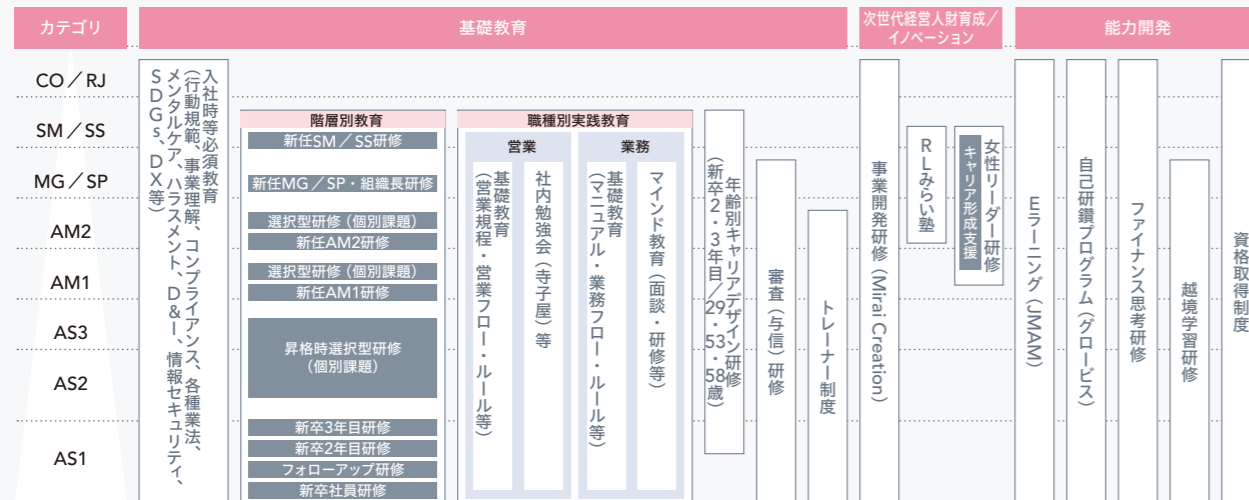 カテゴリ
基礎教育
次世代経営人財育成／
イノベーション
能力開発
CO／RJ
SM／SS
MG／SP
AM2
AM1
AS3
AS2
AS1
入社時等必須教育
（行動規範、事業理解、コンプライアンス、各種業法、
メンタルケア、ハラスメント、D&I、情報セキュリティ、
SDGs、DX等）
階層別教育
新任SM／SS研修
新任MG／SP・組織長研修
選択型研修（個別課題）
新任AM2研修
選択型研修（個別課題）
新任AM1研修
昇格時選択型研修
（個別課題）
新卒3年目研修
新卒2年目研修
フォローアップ研修
新卒社員研修
職種別実践教育
営業
基礎教育
（営業規程・営業フロー・ルール等）
社内勉強会（寺子屋）等
業務
基礎教育
（マニュアル・業務フロー・ルール等）
マインド教育（面談・研修等）
年齢別キャリアデザイン研修
（新卒2・3年目／29・53・58歳）
審査（与信）研修
トレーナー制度
事業開発研修（Mirai Creation）
RLみらい塾
女性リーダー研修
キャリア形成支援
Eラーニング（JMAM）
自己研鑽プログラム（グロービス）
ファイナンス思考研修
越境学習研修
資格取得制度